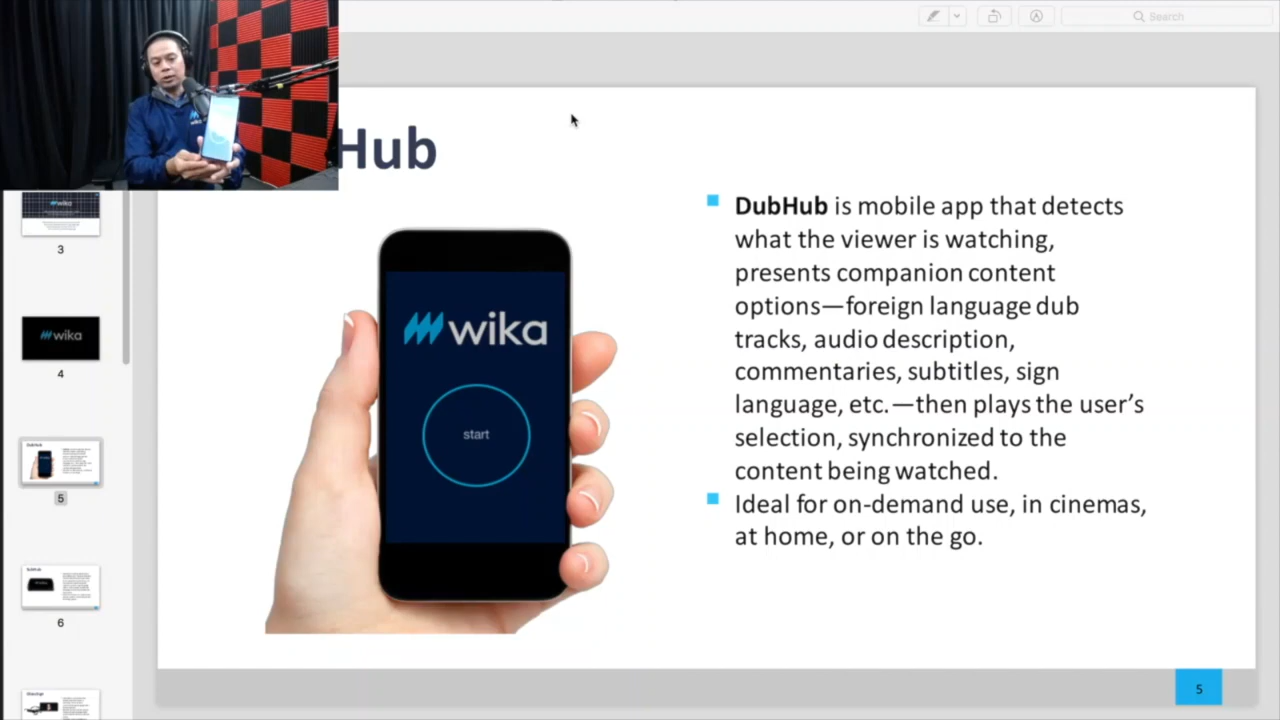 Search
Hub
DubHub is mobile app that detects
what the viewer is watching,
presents companion content
options—foreign language dub
tracks, audio description,
commentaries, subtitles, sign
language, etc.—then plays the user’s
selection, synchronized to the
content being watched.
Ideal for on-demand use, in cinemas,
at home, or on the go.
wika
start
wika
3
wika
4
5
6
5